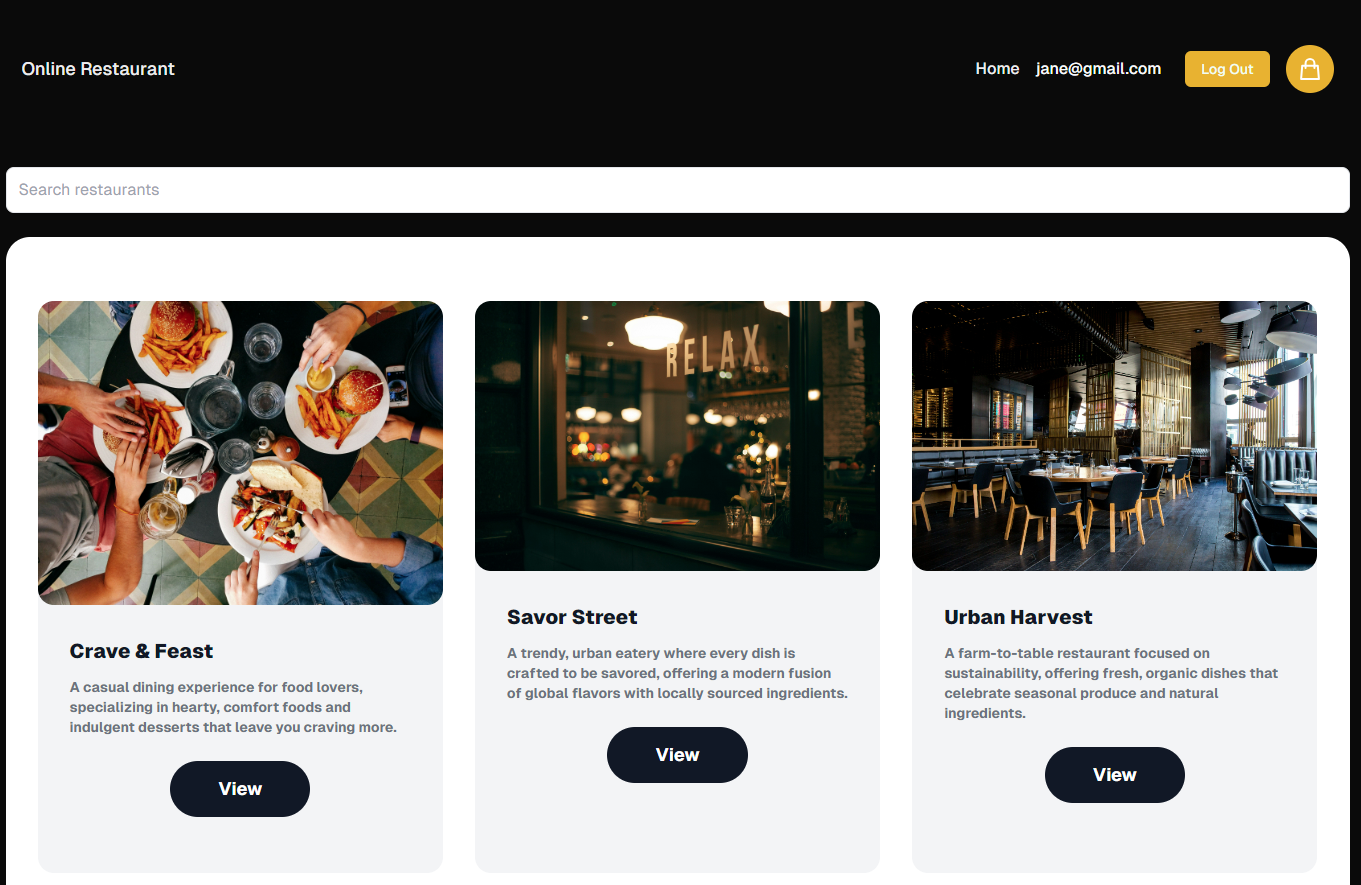 Online Restaurant
Home
jane@gmail.com
Log Out
Search restaurants
RELAX
E
Crave & Feast
A casual dining experience for food lovers,
specializing in hearty, comfort foods and
indulgent desserts that leave you craving more.
View
Savor Street
A trendy, urban eatery where every dish is
crafted to be savored, offering a modern fusion
of global flavors with locally sourced ingredients.
View
Urban Harvest
A farm-to-table restaurant focused on
sustainability, offering fresh, organic dishes that
celebrate seasonal produce and natural
ingredients.
View